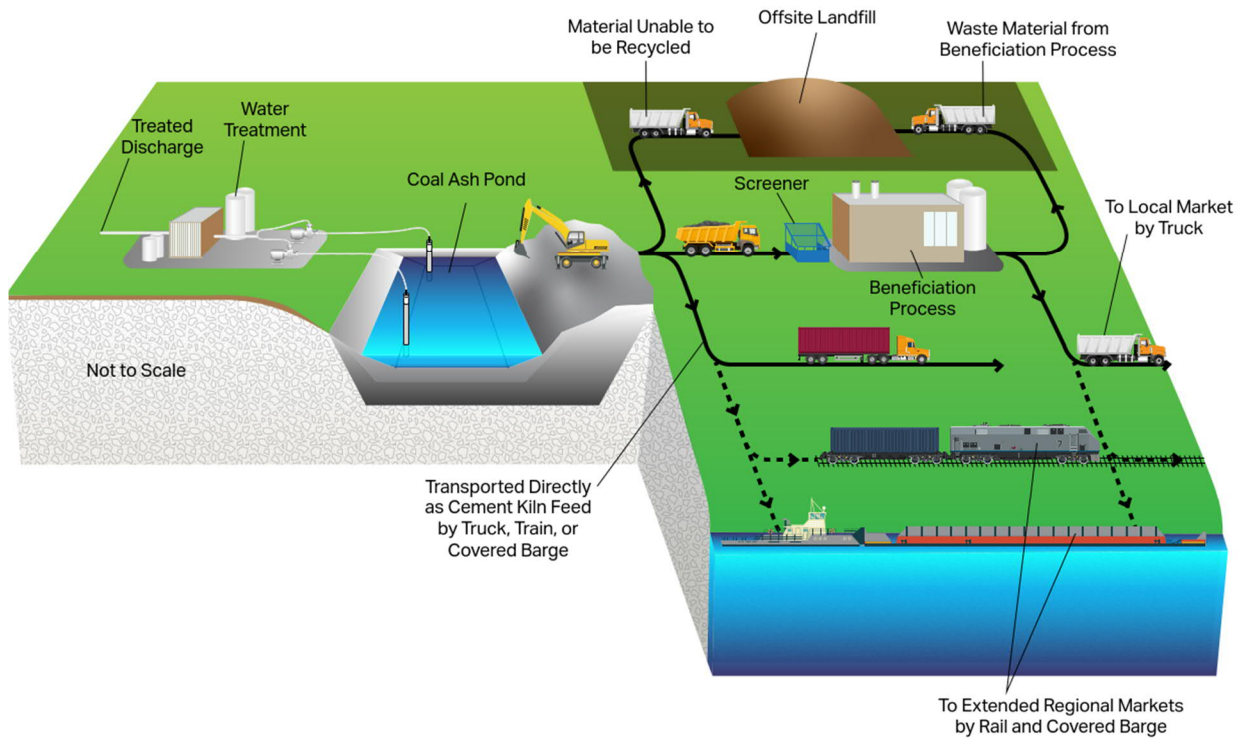 Material Unable to
be Recycled
Offsite Landfill
Waste Material from
Beneficiation Process
Treated
Discharge
Water
Treatment
Coal Ash Pond
Screener
To Local Market
by Truck
Beneficiation
Process
Not to Scale
7
Transported Directly
as Cement Kiln Feed
by Truck, Train, or
Covered Barge
To Extended Regional Markets
by Rail and Covered Barge